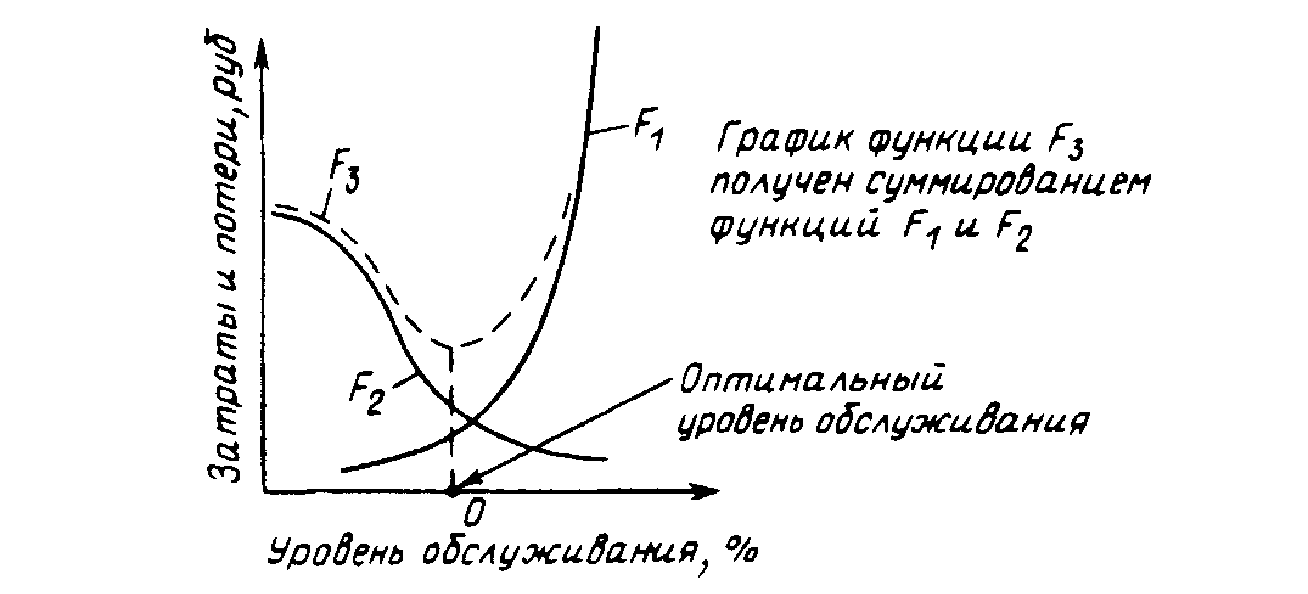 Затраты и потери, руб
F3
F1
График функции F3
получен суммированием
функций F1 и F2
F2
Оптимальный
уровень обслуживания
0
Уровень обслуживания, %